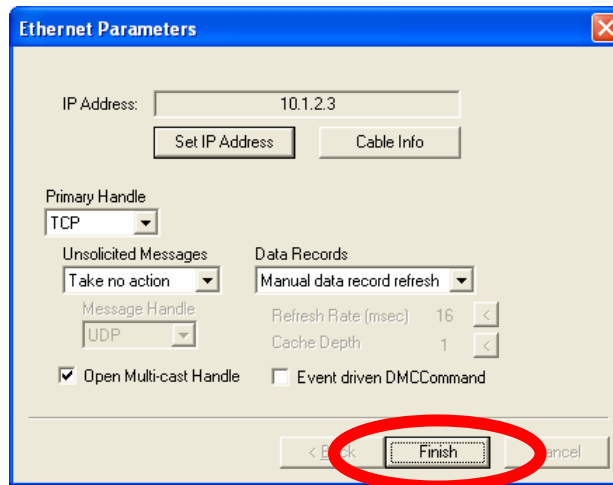 Ethernet Parameters
IP Address: 10.1.2.3
Set IP Address Cable Info
Primary Handle
TCP
Unsolicited Messages Data Records
Take no action Manual data record refresh
Message Handle Refresh Rate (msec) 16 <
UDP Cache Depth 1 <
Open Multi-cast Handle Event driven DMCCommand
Finish